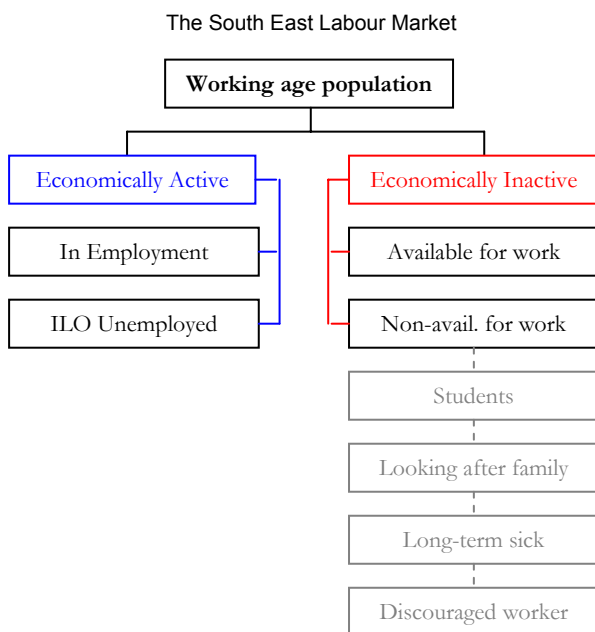 The South East Labour Market
Working age population
Economically Active
Economically Inactive
In Employment
Available for work
ILO Unemployed
Non-avail. for work
Students
Looking after family
Long-term sick
Discouraged worker